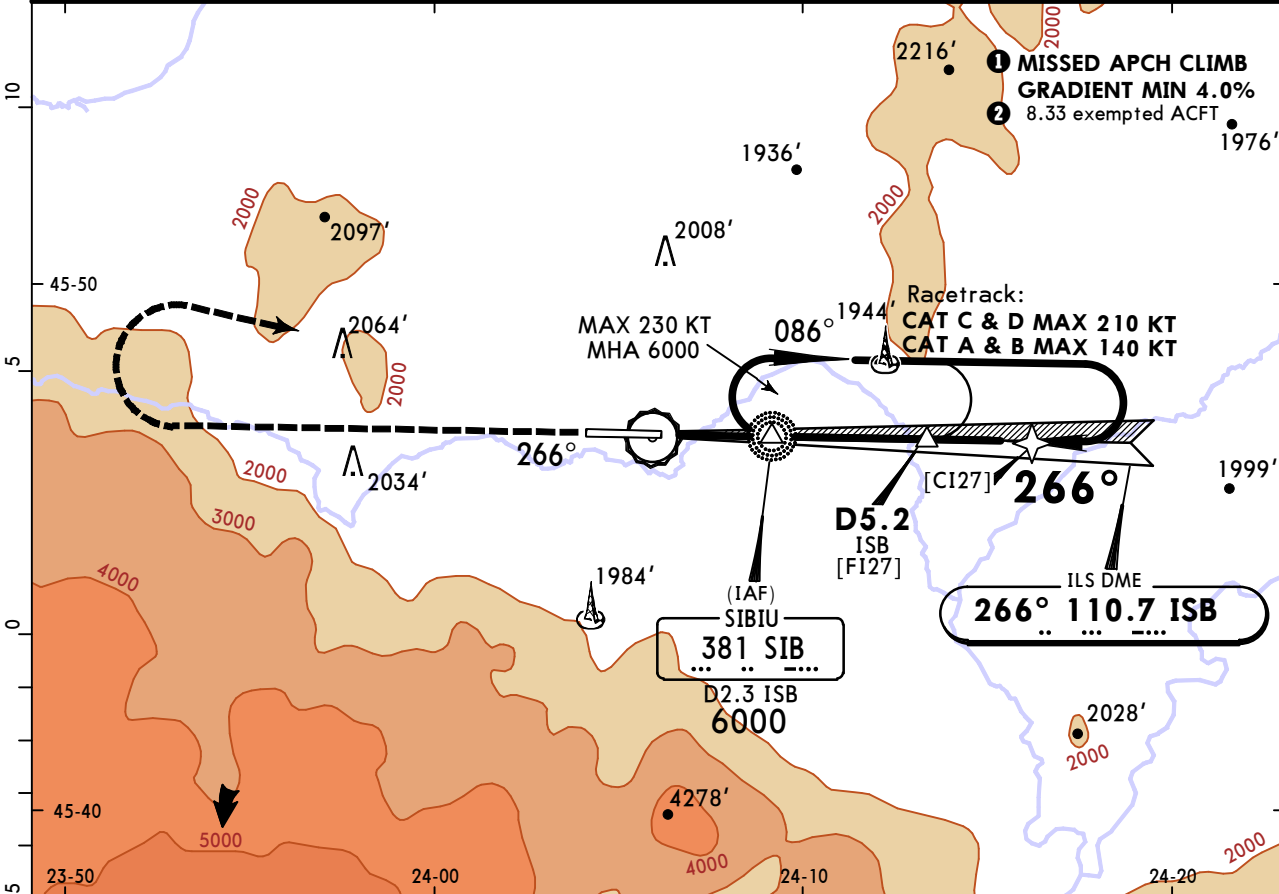 2000
2216′
❶ MISSED APCH CLIMB
GRADIENT MIN 4.0%
❷ 8.33 exempted ACFT
10
1976′
1936′
2000
2000
2097′
2008′
45-50
Racetrack:
1944′
CAT C & D MAX 210 KT
CAT A & B MAX 140 KT
MAX 230 KT
MHA 6000
086°
2064′
5
2000
266°
2034′
2000
[CI27]
266°
1999′
D5.2
ISB
[FI27]
3000
4000
1984′
(IAF)
SIBIU
381 SIB
D2.3 ISB
6000
ILS DME
266° 110.7 ISB
0
2028′
2000
4278′
45-40
5000
4000
2000
5
23-50
24-00
24-10
24-20